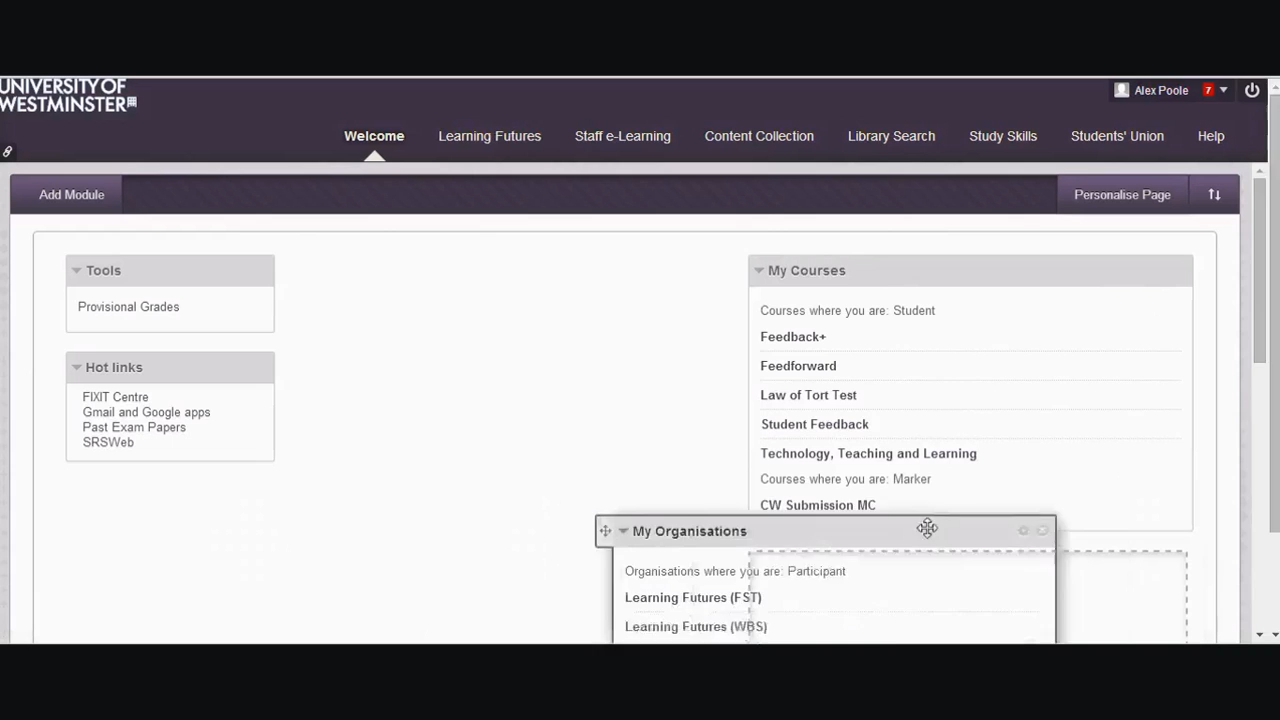 UNIVERSITY OF
WESTMINSTER
Alex Poole 7
Welcome Learning Futures Staff e-Learning Content Collection Library Search Study Skills Students' Union Help
Add Module Personalise Page
Tools
Provisional Grades
Hot links
FIXIT Centre
Gmail and Google apps
Past Exam Papers
SRSWeb
My Courses
Courses where you are: Student
Feedback+
Feedforward
Law of Tort Test
Student Feedback
Technology, Teaching and Learning
Courses where you are: Marker
CW Submission MC
My Organisations
Organisations where you are: Participant
Learning Futures (FST)
Learning Futures (WBS)